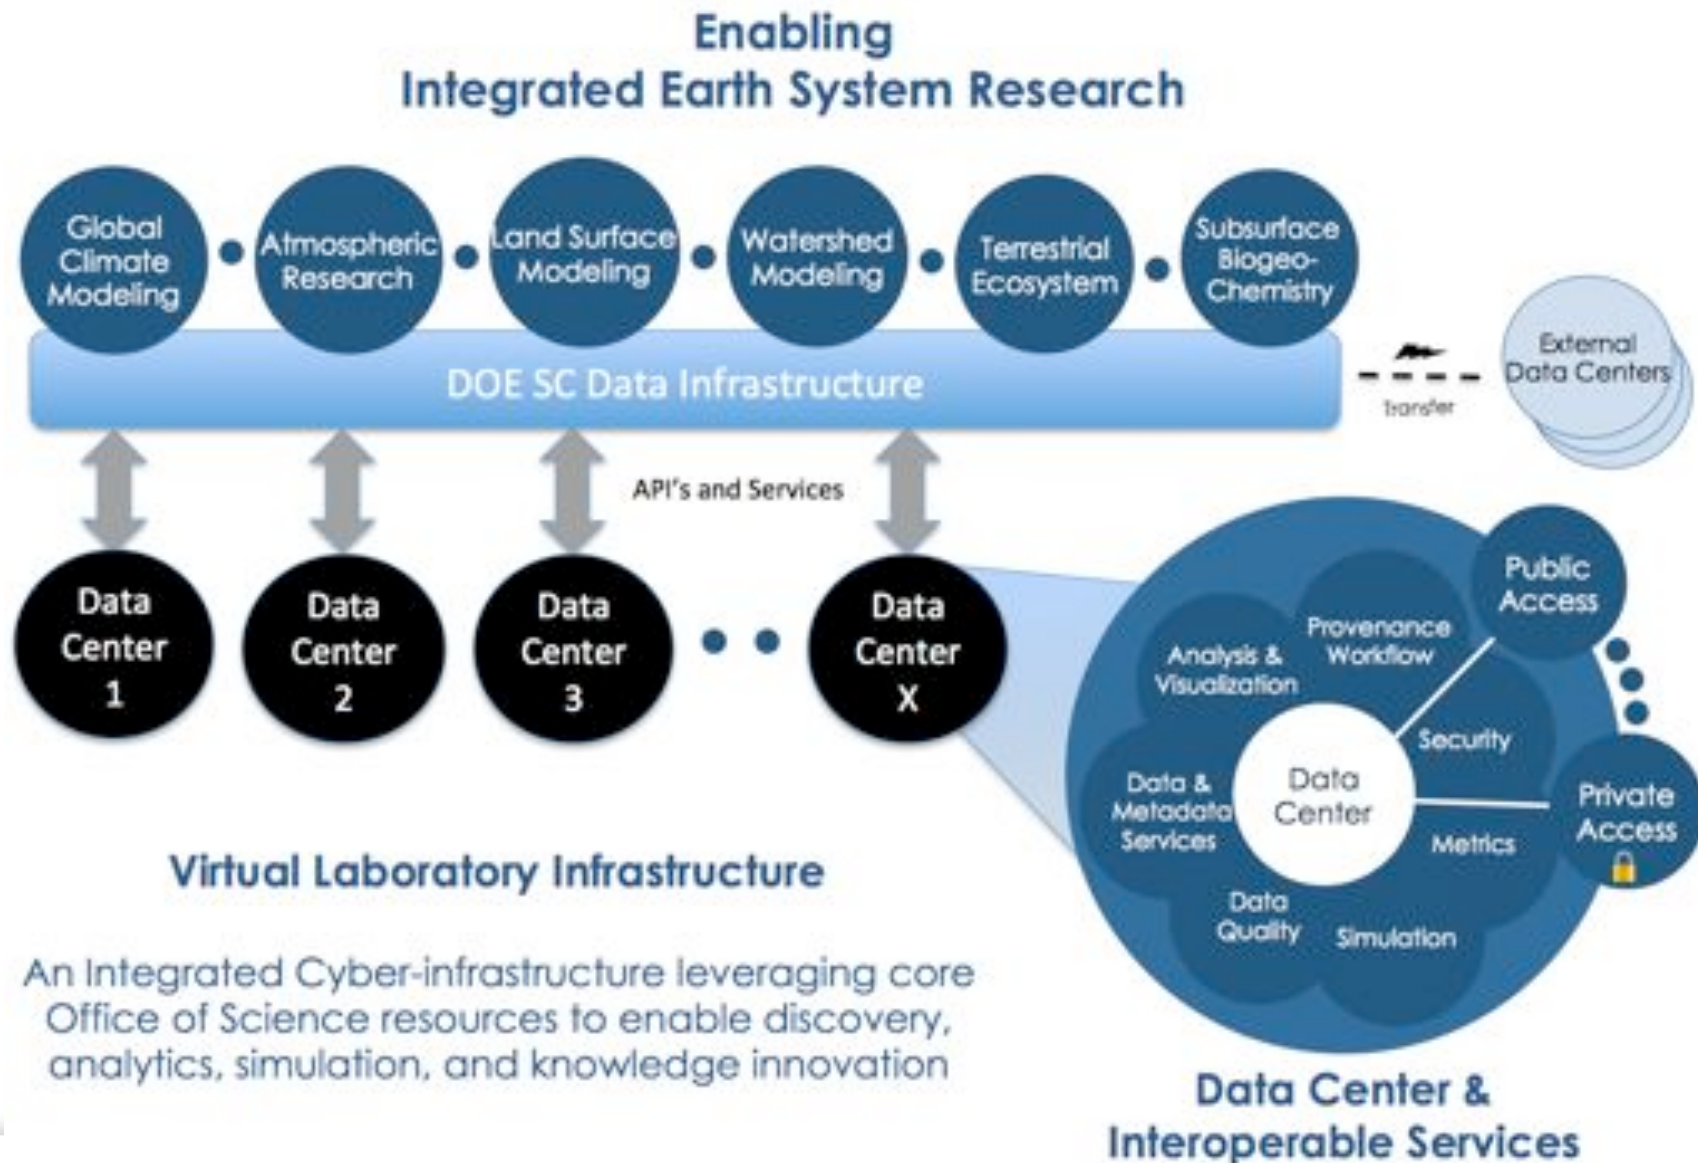 Enabling
Integrated Earth System Research
Global
Climate
Modeling
Atmospheric
Research
Land Surface
Modeling
Watershed
Modeling
Terrestrial
Ecosystem
Subsurface
Biogeo-
Chemistry
DOE SC Data Infrastructure
Transfer
External
Data Centers
API's and Services
Data
Center
1
Data
Center
2
Data
Center
3
Data
Center
X
Public
Access
Provenance
Workflow
Analysis &
Visualization
Security
Data &
Metadata
Services
Data
Center
Private
Access
Metrics
Data
Quality
Simulation
Virtual Laboratory Infrastructure
An Integrated Cyber-infrastructure leveraging core
Office of Science resources to enable discovery,
analytics, simulation, and knowledge innovation
Data Center &
Interoperable Services